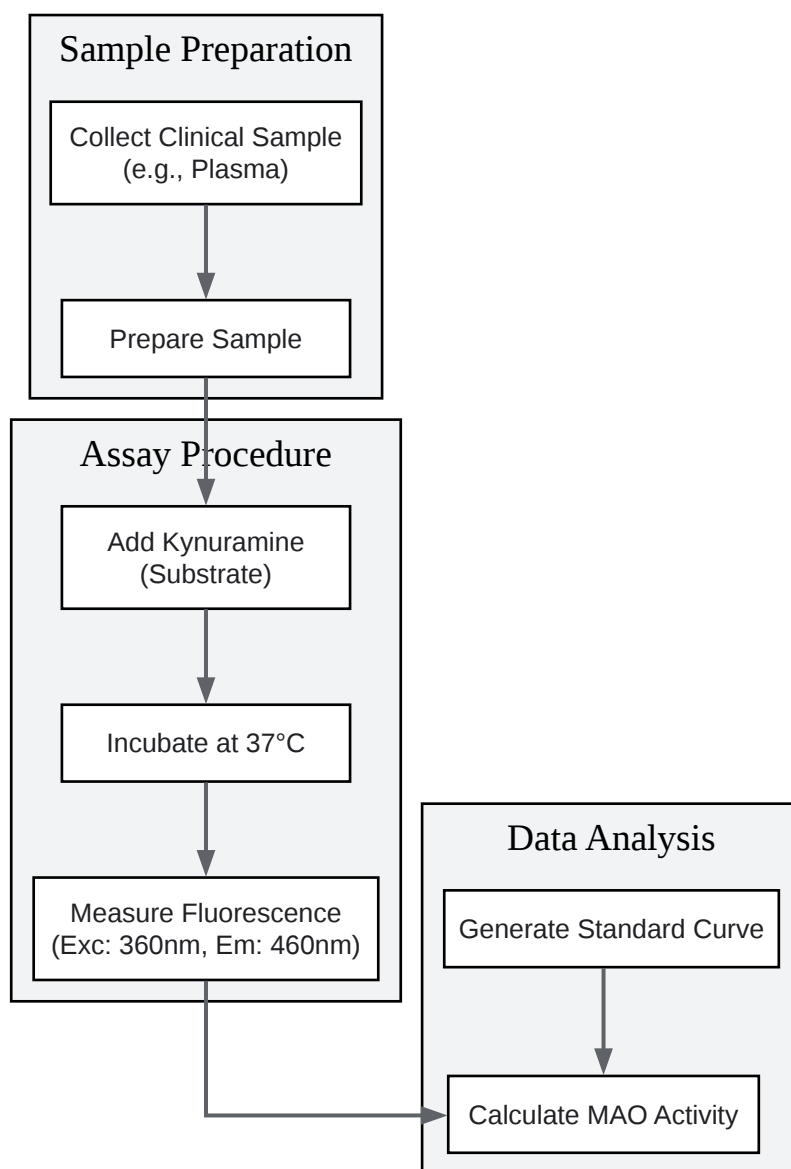 Sample Preparation
Collect Clinical Sample
(e.g., Plasma)
Prepare Sample
Assay Procedure
Add Kynuramine
(Substrate)
Incubate at 37°C
Measure Fluorescence
(Exc: 360nm, Em: 460nm)
Data Analysis
Generate Standard Curve
Calculate MAO Activity